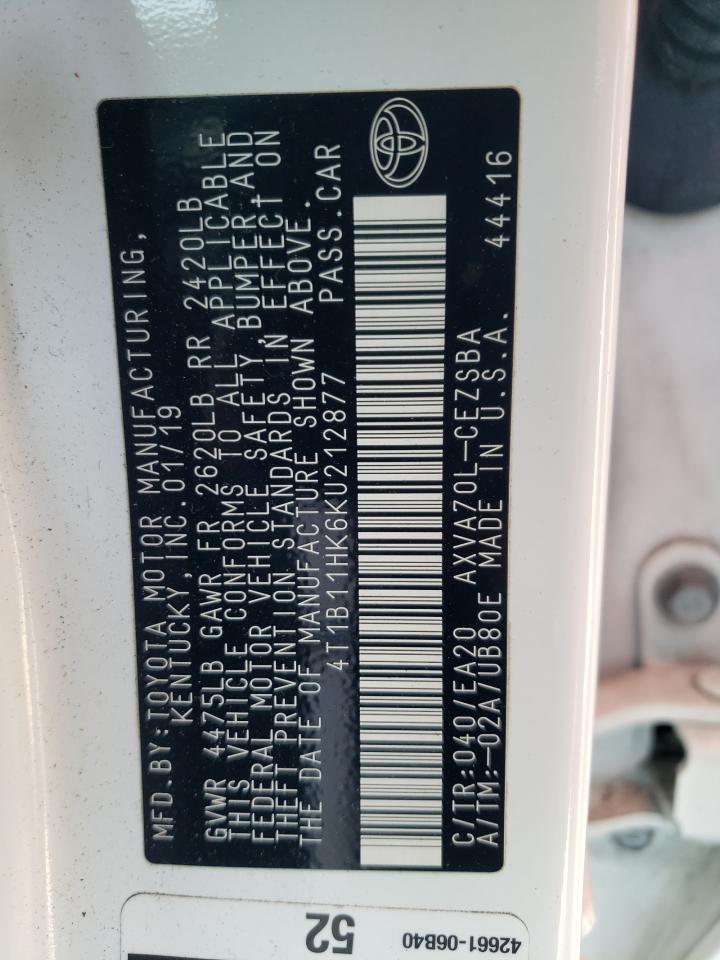 MFD.BY:TOYOTA MOTOR MANUFACTURING,
KENTUCKY, INC. 01/19
GVWR 4475LB GAWR FR 2620LB RR 2420LB
THIS VEHICLE CONFORMS TO ALL APPLICABLE
FEDERAL MOTOR VEHICLE SAFETY, BUMPER, AND
THEFT PREVENTION STANDARDS IN EFFECT ON
THE DATE OF MANUFACTURE SHOWN ABOVE.
4T1B11HK6KU212877 PASS.CAR
C/TR:040/EA20 AXVA70L-CEZSBA
A/TM:-02A/UB80E MADE IN U.S.A. 44416
52
42661-06B40